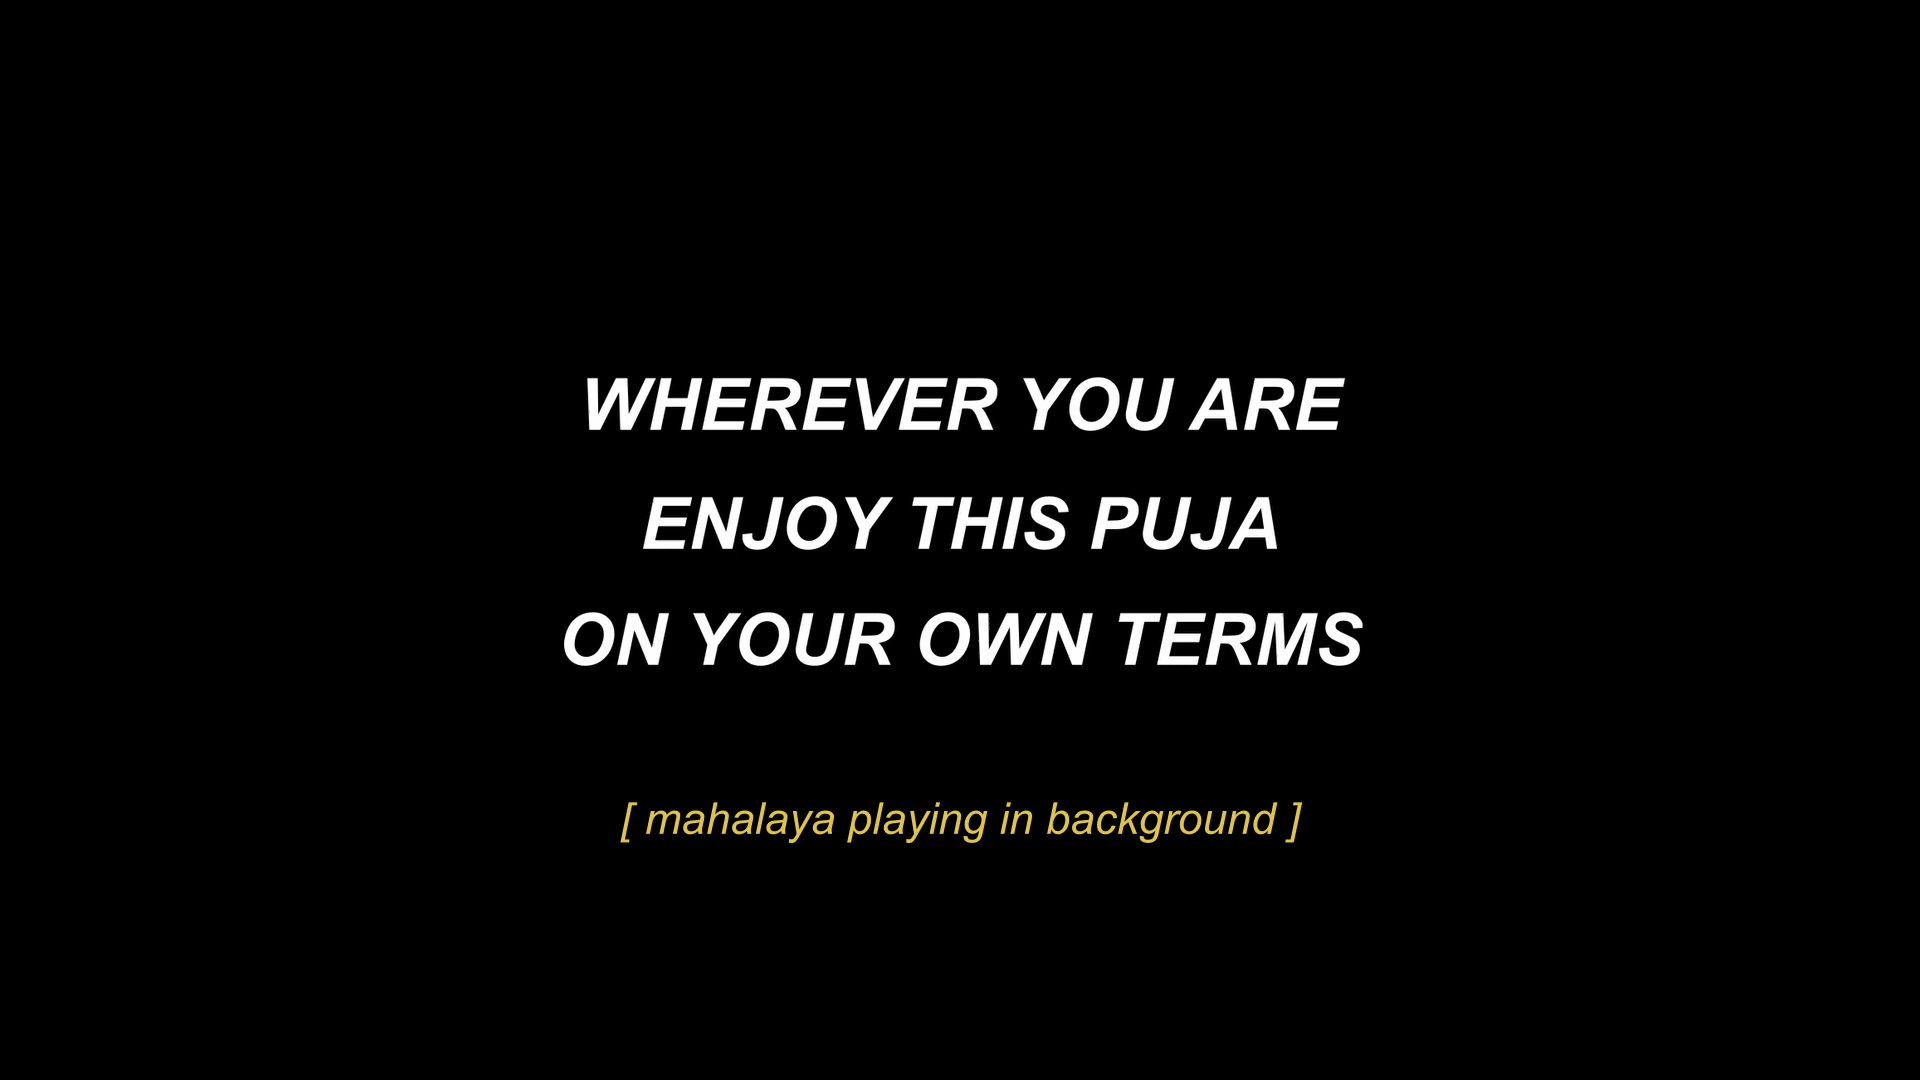 WHEREVER YOU ARE
ENJOY THIS PUJA
ON YOUR OWN TERMS
[ mahalaya playing in background ]